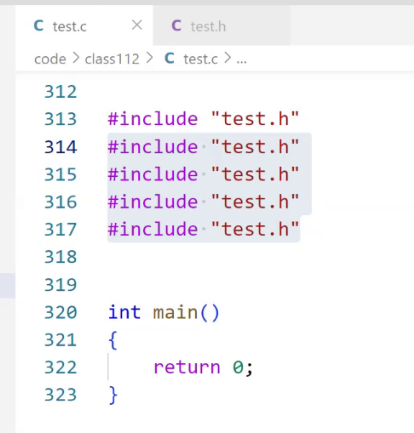 C test.c × C test.h
code > class112 > C test.c > ...
312
313 #include "test.h"
314 #include "test.h"
315 #include "test.h"
316 #include "test.h"
317 #include "test.h"
318
319
320 int main()
321 {
322     return 0;
323 }